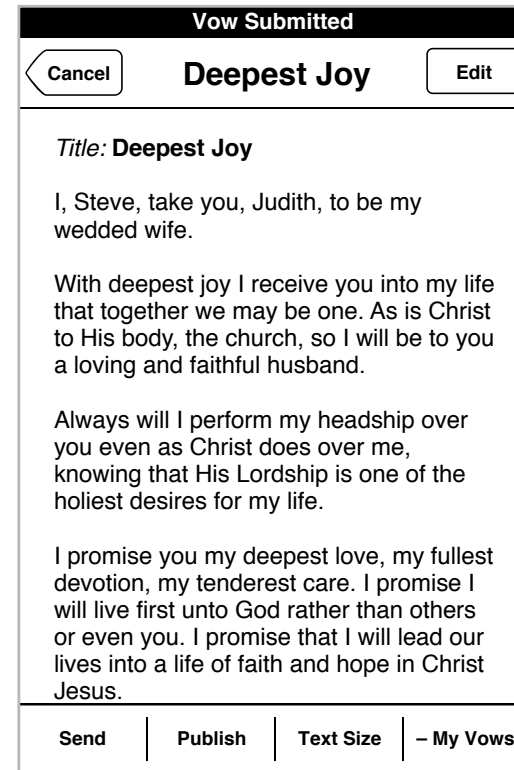 Vow Submitted
Cancel Deepest Joy Edit
Title: Deepest Joy
I, Steve, take you, Judith, to be my
wedded wife.
With deepest joy I receive you into my life
that together we may be one. As is Christ
to His body, the church, so I will be to you
a loving and faithful husband.
Always will I perform my headship over
you even as Christ does over me,
knowing that His Lordship is one of the
holiest desires for my life.
I promise you my deepest love, my fullest
devotion, my tenderest care. I promise I
will live first unto God rather than others
or even you. I promise that I will lead our
lives into a life of faith and hope in Christ
Jesus.
Send Publish Text Size – My Vows